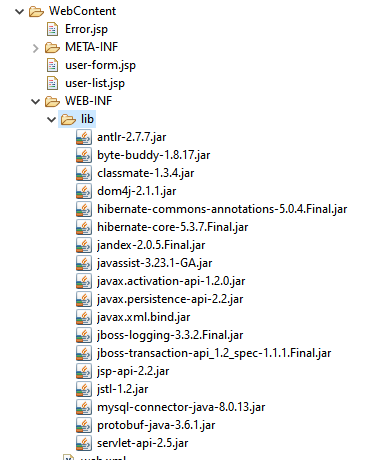 WebContent
Error.jsp
META-INF
user-form.jsp
user-list.jsp
WEB-INF
lib
antlr-2.7.7.jar
byte-buddy-1.8.17.jar
classmate-1.3.4.jar
dom4j-2.1.1.jar
hibernate-commons-annotations-5.0.4.Final.jar
hibernate-core-5.3.7.Final.jar
jandex-2.0.5.Final.jar
javassist-3.23.1-GA.jar
javax.activation-api-1.2.0.jar
javax.persistence-api-2.2.jar
javax.xml.bind.jar
jboss-logging-3.3.2.Final.jar
jboss-transaction-api_1.2_spec-1.1.1.Final.jar
jsp-api-2.2.jar
jstl-1.2.jar
mysql-connector-java-8.0.13.jar
protobuf-java-3.6.1.jar
servlet-api-2.5.jar